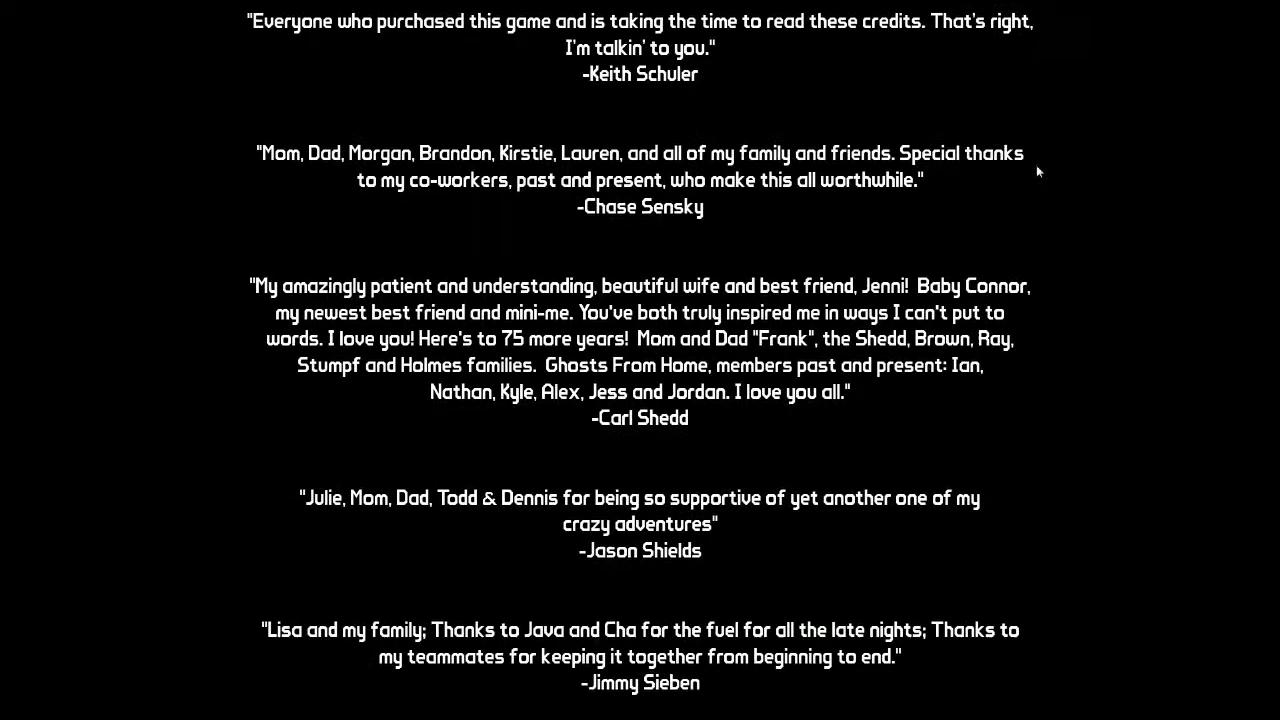 "Everyone who purchased this game and is taking the time to read these credits. That's right,
I'm talkin' to you."
-Keith Schuler
"Mom, Dad, Morgan, Brandon, Kirstie, Lauren, and all of my family and friends. Special thanks
to my co-workers, past and present, who make this all worthwhile."
-Chase Sensky
"My amazingly patient and understanding, beautiful wife and best friend, Jenni!  Baby Connor,
my newest best friend and mini-me. You've both truly inspired me in ways I can't put to
words. I love you! Here's to 75 more years!  Mom and Dad "Frank", the Shedd, Brown, Ray,
Stumpf and Holmes families.  Ghosts From Home, members past and present: Ian,
Nathan, Kyle, Alex, Jess and Jordan. I love you all."
-Carl Shedd
"Julie, Mom, Dad, Todd & Dennis for being so supportive of yet another one of my
crazy adventures"
-Jason Shields
"Lisa and my family; Thanks to Java and Cha for the fuel for all the late nights; Thanks to
my teammates for keeping it together from beginning to end."
-Jimmy Sieben